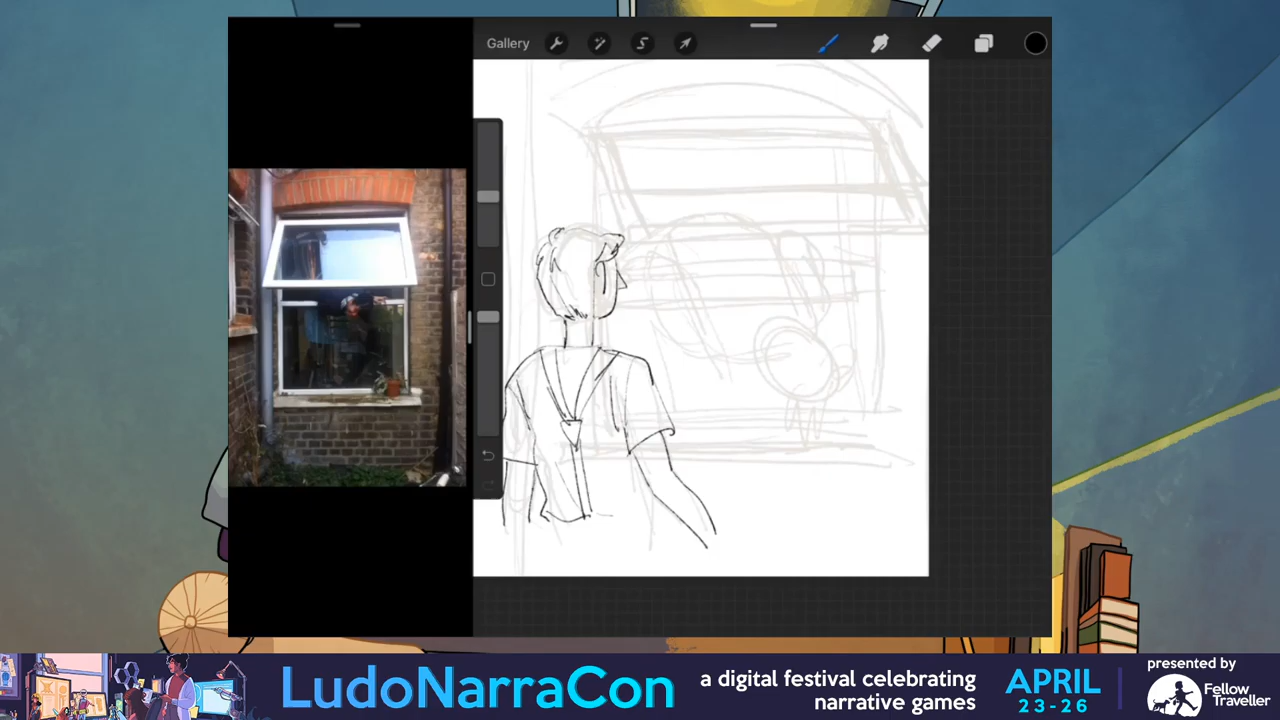 Gallery
LudoNarraCon
a digital festival celebrating
narrative games
APRIL
23-26
presented by
Fellow
Traveller